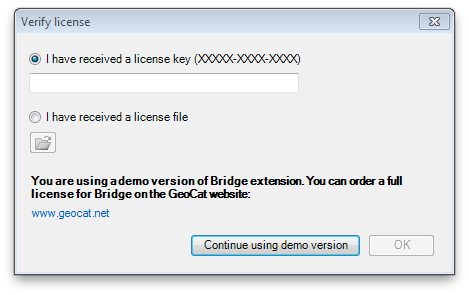 Verify license
I have received a license key (XXXXX-XXXX-XXXX)
I have received a license file
You are using a demo version of Bridge extension. You can order a full
license for Bridge on the GeoCat website:
www.geocat.net
Continue using demo version OK